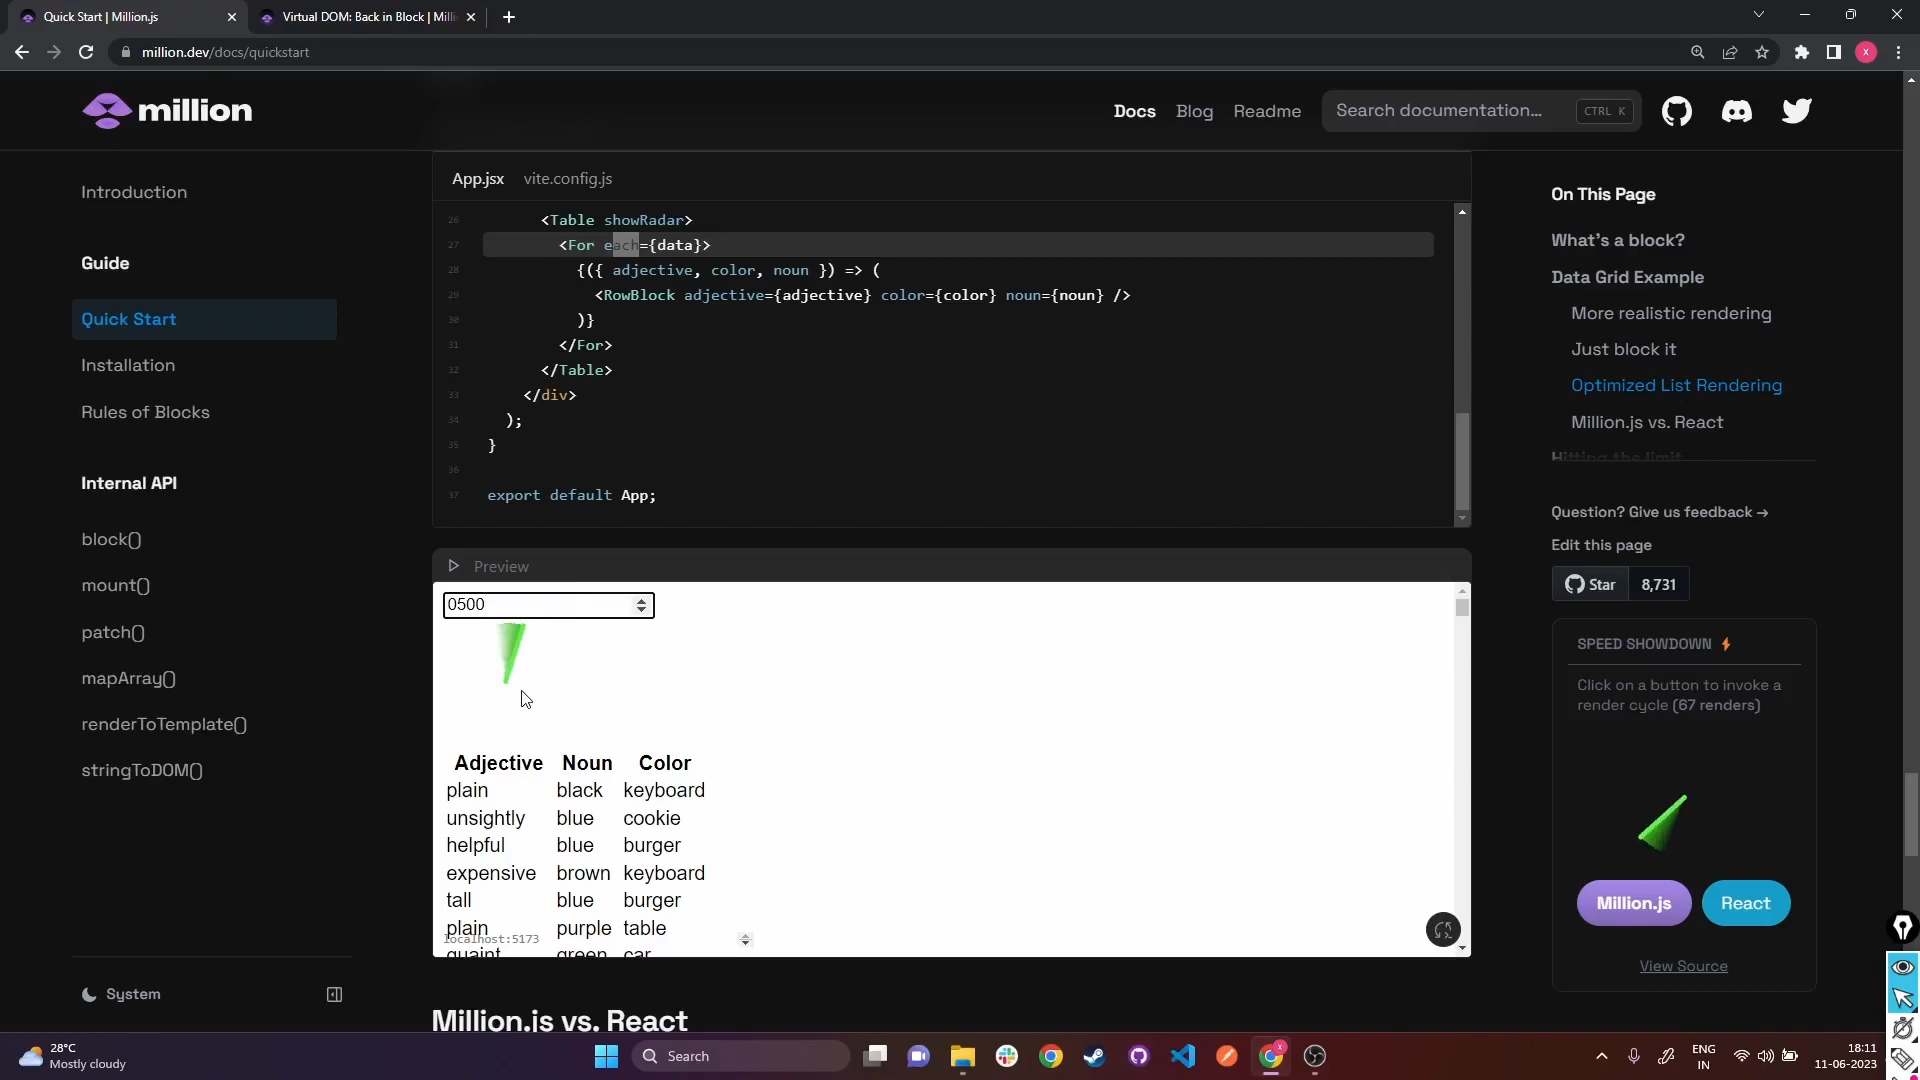 Quick Start | Million.js
Virtual DOM: Back in Block | Milli
million.dev/docs/quickstart
x
million
Docs
Blog
Readme
Search documentation...
CTRL K
Introduction
Guide
Quick Start
Installation
Rules of Blocks
Internal API
block()
mount()
patch()
mapArray()
renderToTemplate()
stringToDOM()
System
App.jsx
vite.config.js
26 <Table showRadar>
27 <For each={data}>
28 {({ adjective, color, noun }) => (
29 <RowBlock adjective={adjective} color={color} noun={noun} />
30 )}
31 </For>
32 </Table>
33 </div>
34 );
35 }
36
37 export default App;
Preview
0500
Adjective Noun Color
plain black keyboard
unsightly blue cookie
helpful blue burger
expensive brown keyboard
tall blue burger
plain purple table
quaint green car
localhost:5173
Million.js vs. React
On This Page
What's a block?
Data Grid Example
More realistic rendering
Just block it
Optimized List Rendering
Million.js vs. React
Hitting the limit
Question? Give us feedback →
Edit this page
Star 8,731
SPEED SHOWDOWN
Click on a button to invoke a
render cycle (67 renders)
Million.js
React
View Source
28°C
Mostly cloudy
Search
x
ENG
IN
18:11
11-06-2023